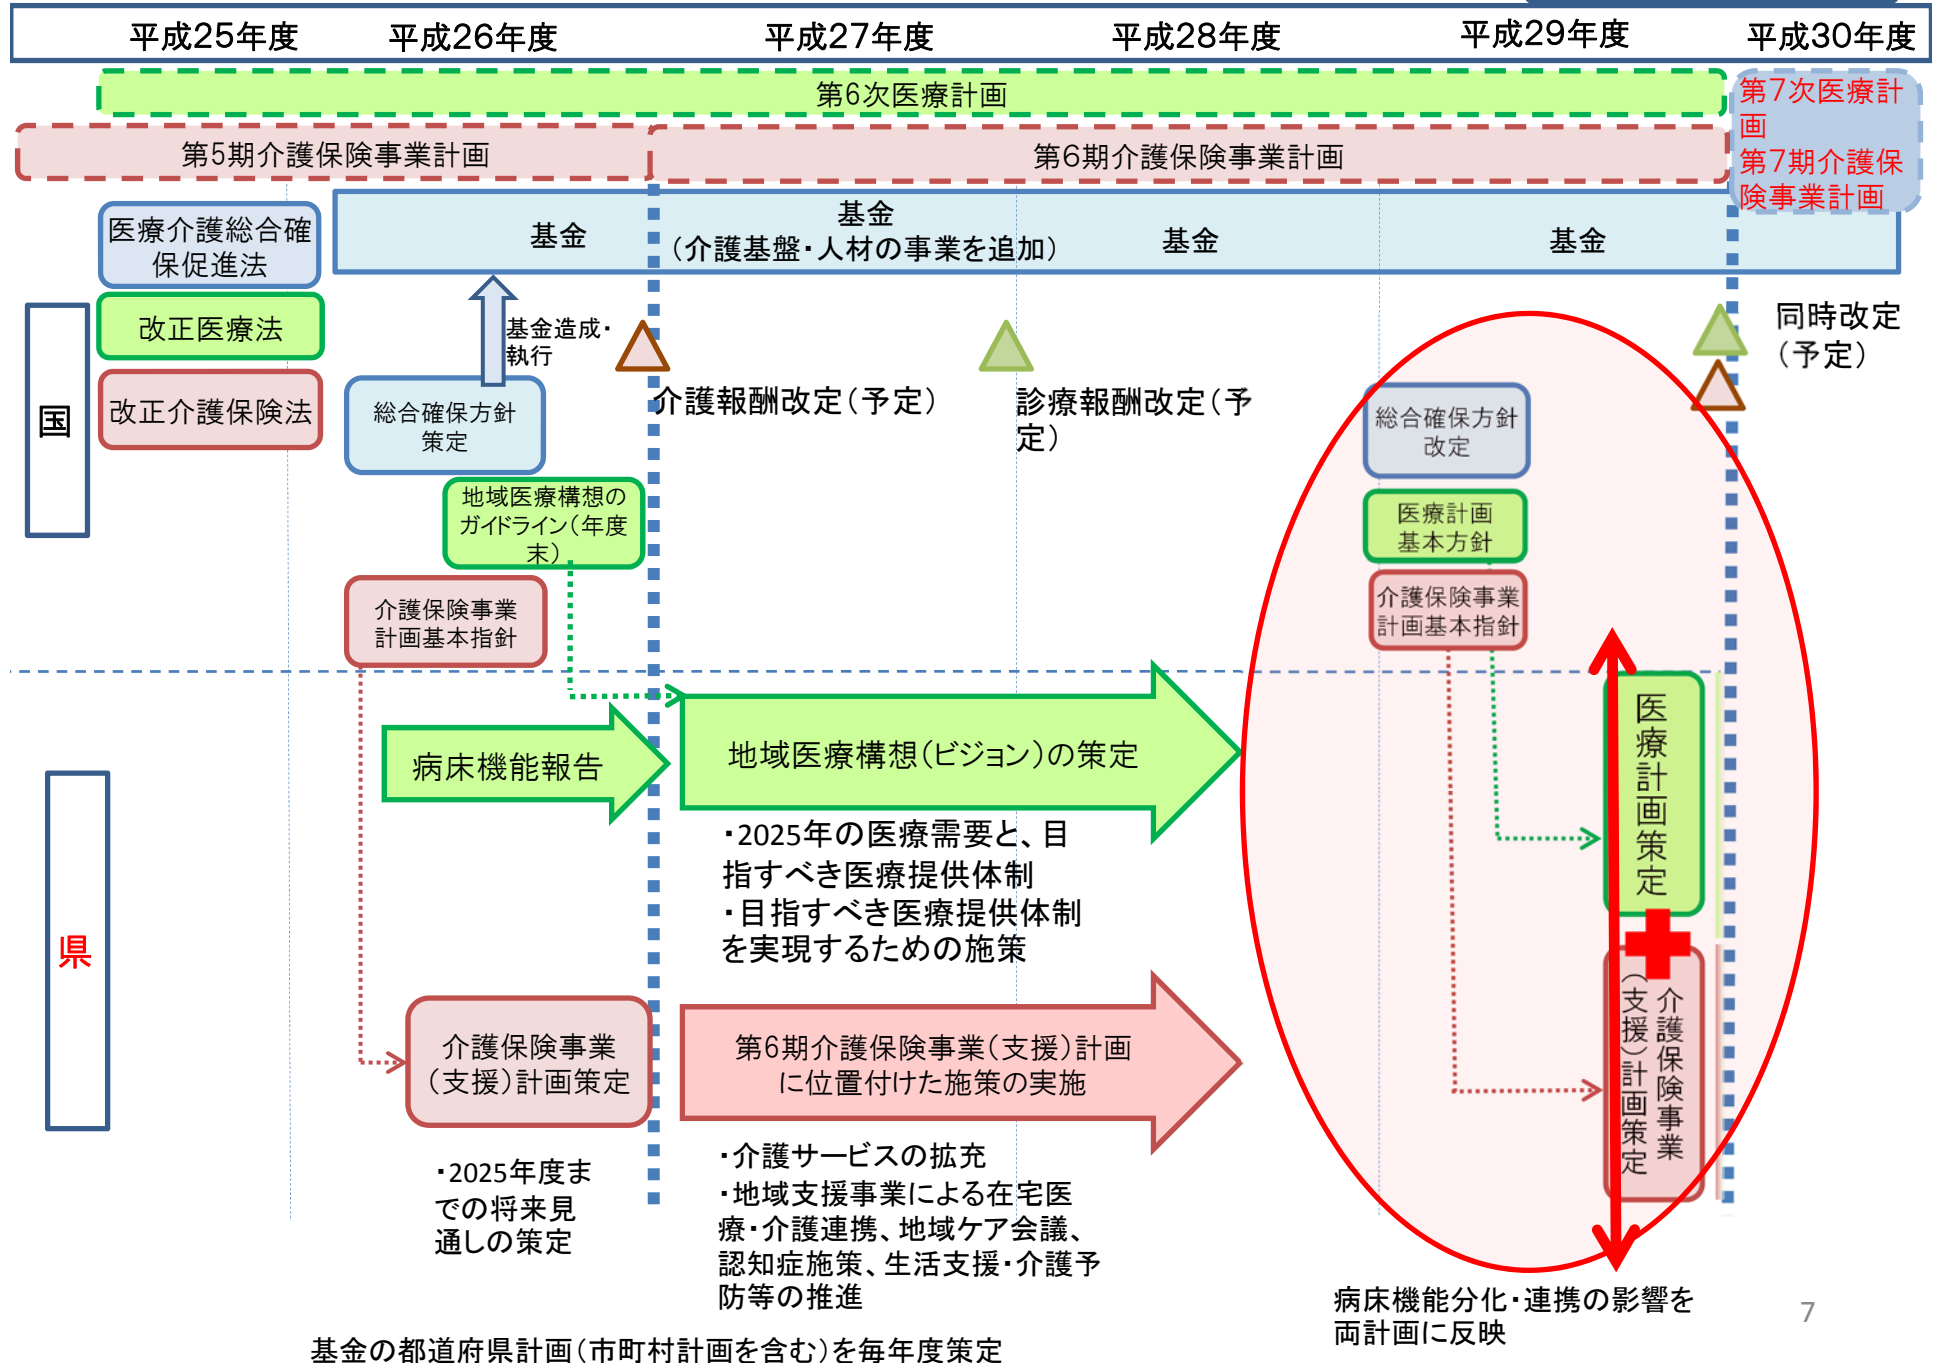 平成25年度
平成26年度
平成27年度
平成28年度
平成29年度
平成30年度
第6次医療計画
第7次医療計
画
第7期介護保
険事業計画
第5期介護保険事業計画
第6期介護保険事業計画
医療介護総合確
保促進法
基金
基金
（介護基盤・人材の事業を追加）
基金
基金
改正医療法
改正介護保険法
国
基金造成・
執行
総合確保方針
策定
介護報酬改定（予定）
診療報酬改定（予
定）
同時改定
（予定）
地域医療構想の
ガイドライン（年度
末）
介護保険事業
計画基本指針
総合確保方針
改定
医療計画
基本方針
介護保険事業
計画基本指針
県
病床機能報告
地域医療構想（ビジョン）の策定
・2025年の医療需要と、目
指すべき医療提供体制
・目指すべき医療提供体制
を実現するための施策
医療計画策定
介護保険事業
（支援）計画策定
第6期介護保険事業（支援）計画
に位置付けた施策の実施
介護保険事業
（支援）計画策定
・2025年度ま
での将来見
通しの策定
・介護サービスの拡充
・地域支援事業による在宅医
療・介護連携、地域ケア会議、
認知症施策、生活支援・介護予
防等の推進
病床機能分化・連携の影響を
両計画に反映
7
基金の都道府県計画（市町村計画を含む）を毎年度策定